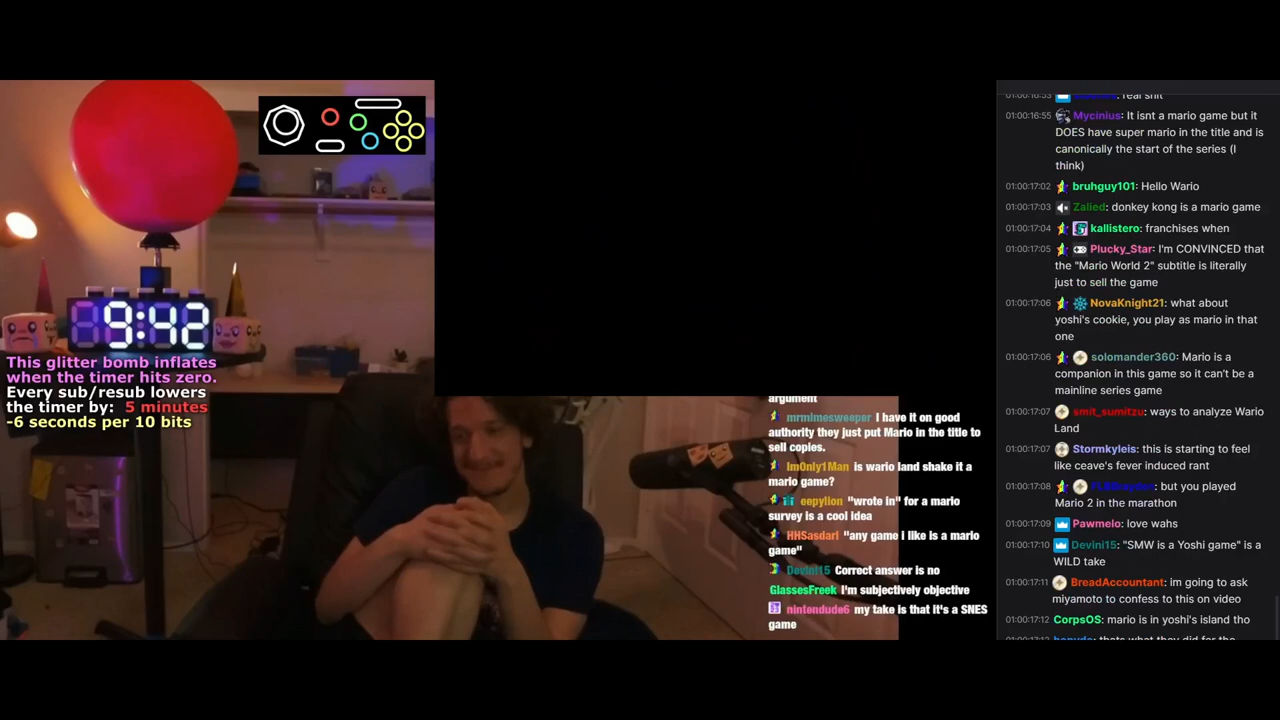 9:42
This glitter bomb inflates
when the timer hits zero.
Every sub/resub lowers
the timer by: 5 minutes
-6 seconds per 10 bits
argument
mrmimesweeper I have it on good
authority they just put Mario in the title to
sell copies.
Im0nly1Man is wario land shake it a
mario game?
eepylion "wrote in" for a mario
survey is a cool idea
HHSasdarl "any game i like is a mario
game"
Devini15 Correct answer is no
GlassesFreek I'm subjectively objective
nintendude6 my take is that it's a SNES
game
01:00:16:53 real shit
01:00:16:55 Mycinius: It isnt a mario game but it
DOES have super mario in the title and is
canonically the start of the series (I
think)
01:00:17:02 bruhguy101: Hello Wario
01:00:17:03 Zalied: donkey kong is a mario game
01:00:17:04 kallistero: franchises when
01:00:17:05 Plucky_Star: I'm CONVINCED that
the "Mario World 2" subtitle is literally
just to sell the game
01:00:17:06 NovaKnight21: what about
yoshi's cookie, you play as mario in that
one
01:00:17:06 solomander360: Mario is a
companion in this game so it can't be a
mainline series game
01:00:17:07 smit_sumitzu: ways to analyze Wario
Land
01:00:17:07 Stormkyleis: this is starting to feel
like ceave's fever induced rant
01:00:17:08 but you played
Mario 2 in the marathon
01:00:17:09 Pawmelo: love wahs
01:00:17:10 Devini15: "SMW is a Yoshi game" is a
WILD take
01:00:17:11 BreadAccountant: im going to ask
miyamoto to confess to this on video
01:00:17:12 CorpsOS: mario is in yoshi's island tho